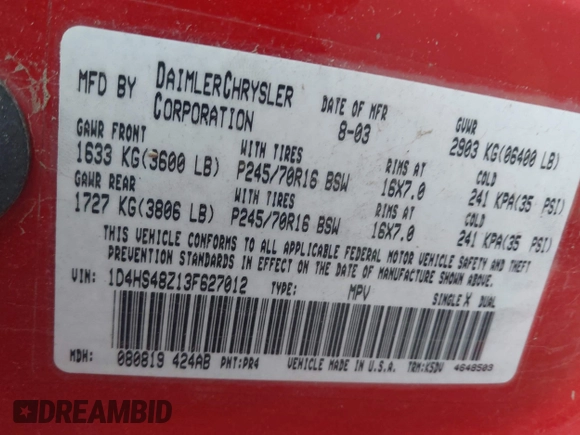 MFD BY DAIMLERCHRYSLER CORPORATION
DATE OF MFR 8-03
GVWR 2903 KG(06400 LB)
GAWR FRONT WITH TIRES RIMS AT COLD
1633 KG(3600 LB) P245/70R16 BSW 16X7.0 241 KPA(35 PSI)
GAWR REAR WITH TIRES RIMS AT COLD
1727 KG(3806 LB) P245/70R16 BSW 16X7.0 241 KPA(35 PSI)
THIS VEHICLE CONFORMS TO ALL APPLICABLE FEDERAL MOTOR VEHICLE SAFETY AND THEFT
PREVENTION STANDARDS IN EFFECT ON THE DATE OF MANUFACTURE SHOWN ABOVE.
VIN: 1D4HS48Z13F627012 TYPE: MPV SINGLE X DUAL
MDH: 080819 424AB PNT:PR4 VEHICLE MADE IN U.S.A. TRM:K5DV 4648503
DREAMBID